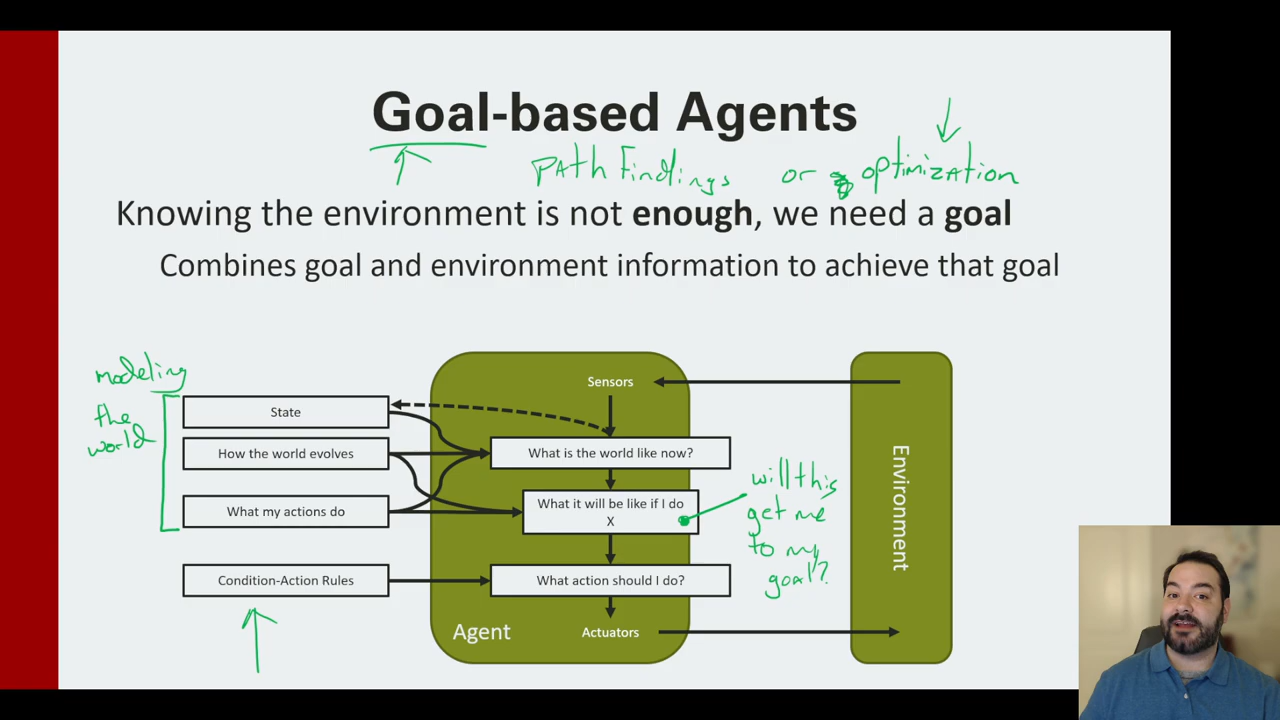 Goal-based Agents
path findings or optimization
Knowing the environment is not enough, we need a goal
Combines goal and environment information to achieve that goal
modeling
the
world
State
How the world evolves
What my actions do
Condition-Action Rules
Sensors
What is the world like now?
What it will be like if I do
X
What action should I do?
Agent
Actuators
will this
get me
to my
goal?
Environment